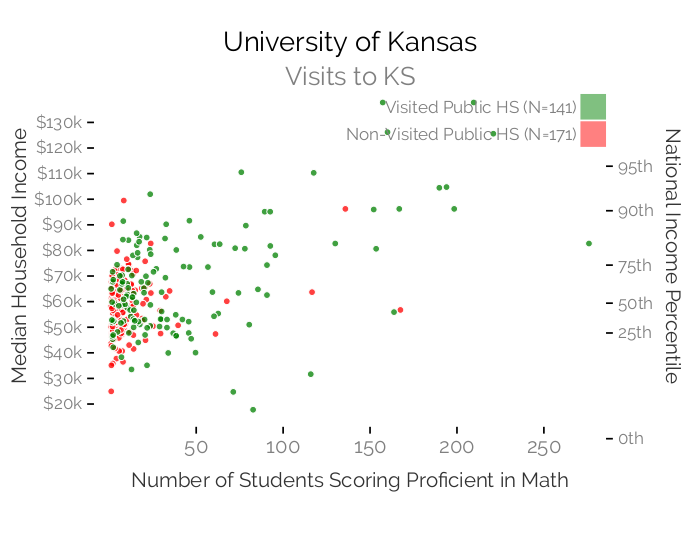 University of Kansas
Visits to KS
Visited Public HS (N=141)
Non-Visited Public HS (N=171)
Median Household Income
$130k
$120k
$110k
$100k
$90k
$80k
$70k
$60k
$50k
$40k
$30k
$20k
95th
90th
75th
50th
25th
0th
National Income Percentile
50 100 150 200 250
Number of Students Scoring Proficient in Math